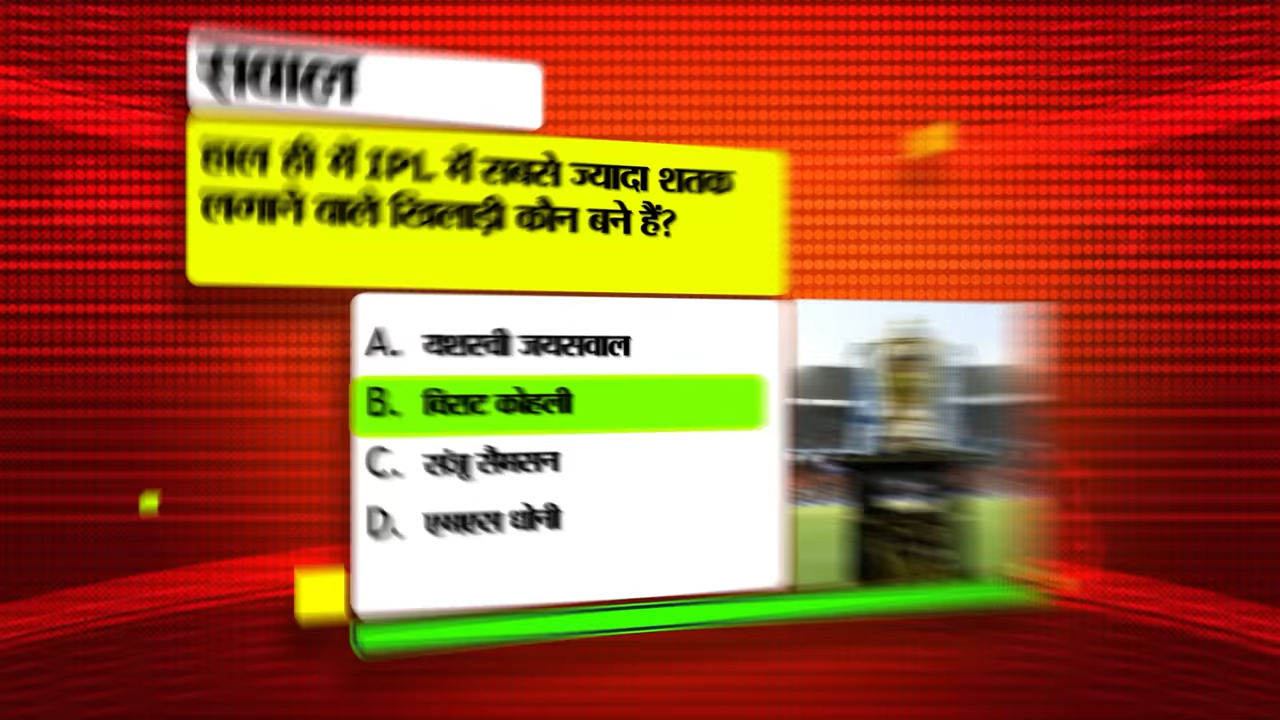 सवाल
हाल ही में IPL में सबसे ज्यादा शतक
लगाने वाले खिलाड़ी कौन बने हैं?
A. यशस्वी जयसवाल
B. विराट कोहली
C. संजू सैमसन
D. एमएस धोनी